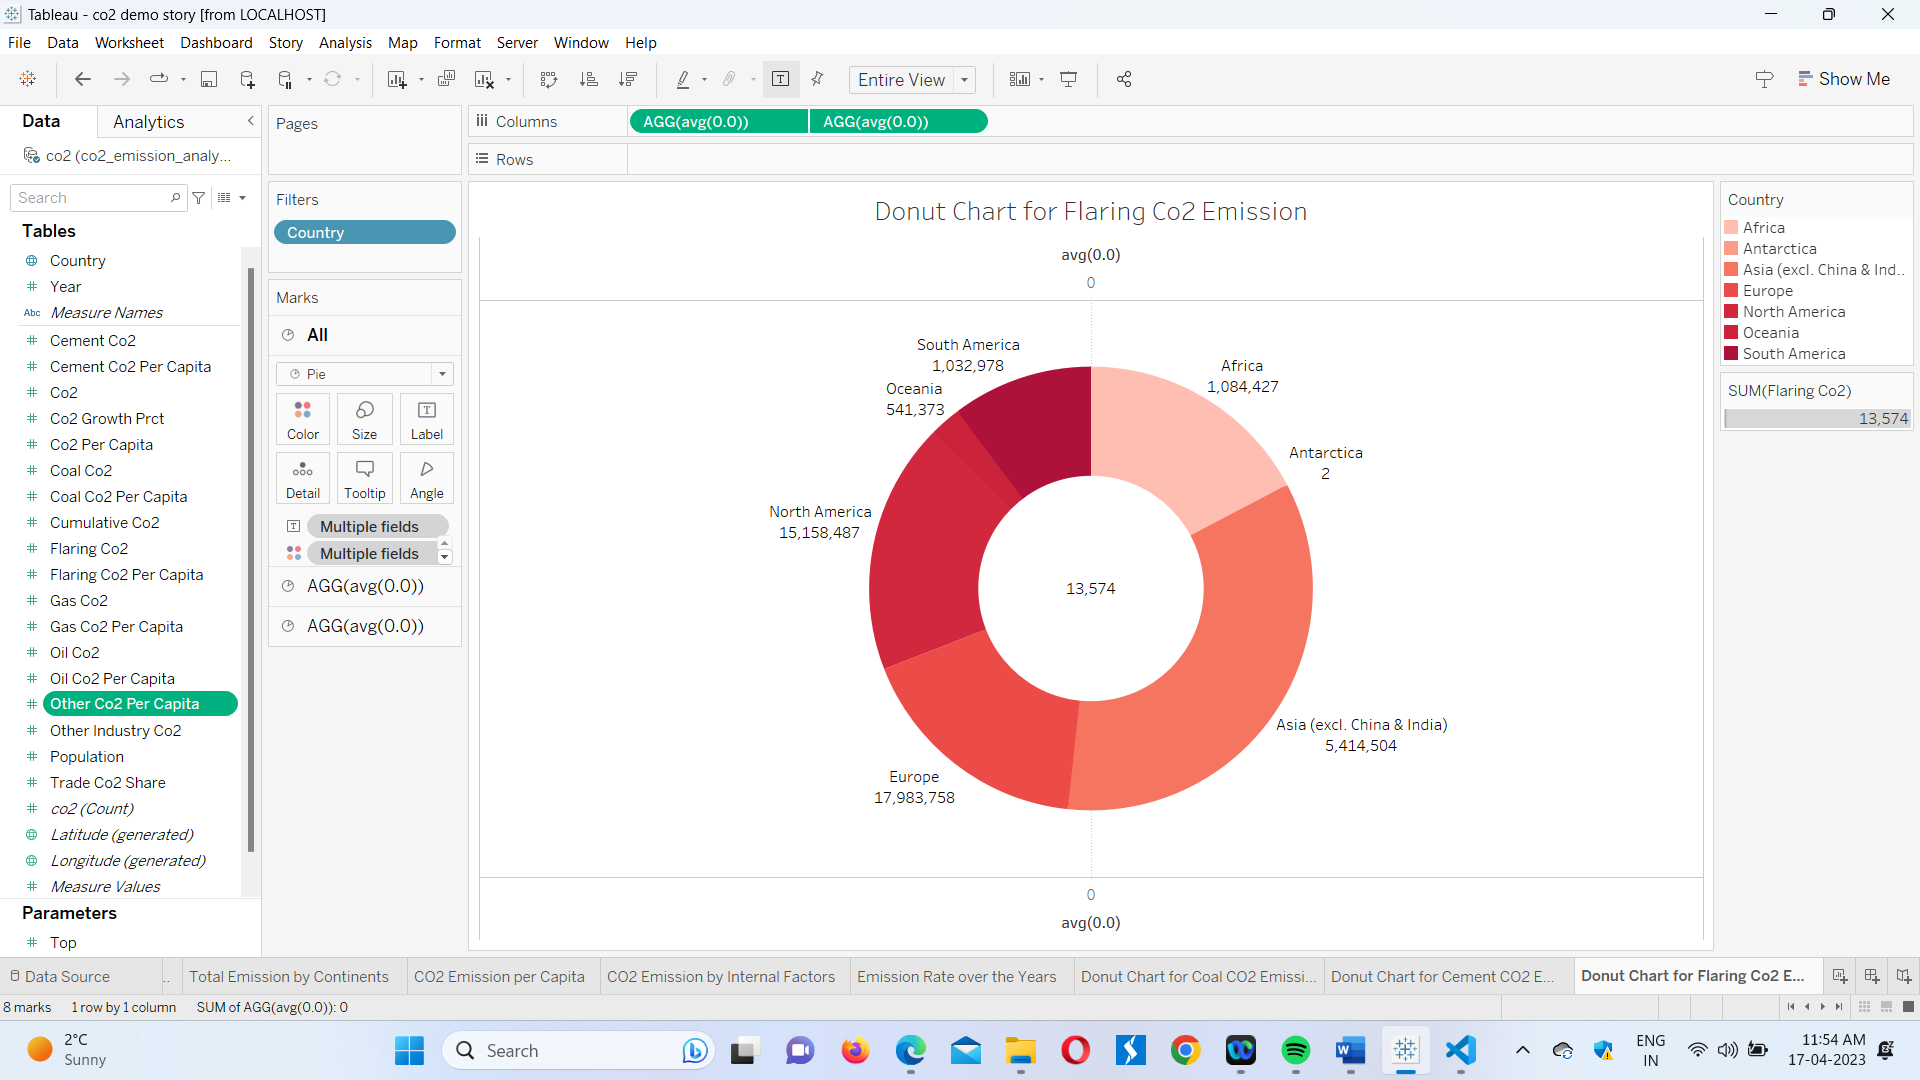 Tableau - co2 demo story [from LOCALHOST]
File Data Worksheet Dashboard Story Analysis Map Format Server Window Help
Entire View
Show Me
Data
Analytics
co2 (co2_emission_analy...
Search
Tables
Country
Year
Abc Measure Names
Cement Co2
Cement Co2 Per Capita
Co2
Co2 Growth Prct
Co2 Per Capita
Coal Co2
Coal Co2 Per Capita
Cumulative Co2
Flaring Co2
Flaring Co2 Per Capita
Gas Co2
Gas Co2 Per Capita
Oil Co2
Oil Co2 Per Capita
Other Co2 Per Capita
Other Industry Co2
Population
Trade Co2 Share
co2 (Count)
Latitude (generated)
Longitude (generated)
Measure Values
Parameters
Top
Pages
Filters
Country
Marks
All
Pie
Color
Size
Label
Detail
Tooltip
Angle
Multiple fields
Multiple fields
AGG(avg(0.0))
AGG(avg(0.0))
Columns
AGG(avg(0.0))
AGG(avg(0.0))
Rows
Donut Chart for Flaring Co2 Emission
avg(0.0)
0
South America
1,032,978
Africa
1,084,427
Oceania
541,373
Antarctica
2
North America
15,158,487
13,574
Asia (excl. China & India)
5,414,504
Europe
17,983,758
0
avg(0.0)
Country
Africa
Antarctica
Asia (excl. China & Ind..
Europe
North America
Oceania
South America
SUM(Flaring Co2)
13,574
Data Source
..
Total Emission by Continents
CO2 Emission per Capita
CO2 Emission by Internal Factors
Emission Rate over the Years
Donut Chart for Coal CO2 Emissi...
Donut Chart for Cement CO2 E...
Donut Chart for Flaring Co2 E...
8 marks
1 row by 1 column
SUM of AGG(avg(0.0)): 0
2°C
Sunny
Search
ENG
IN
11:54 AM
17-04-2023